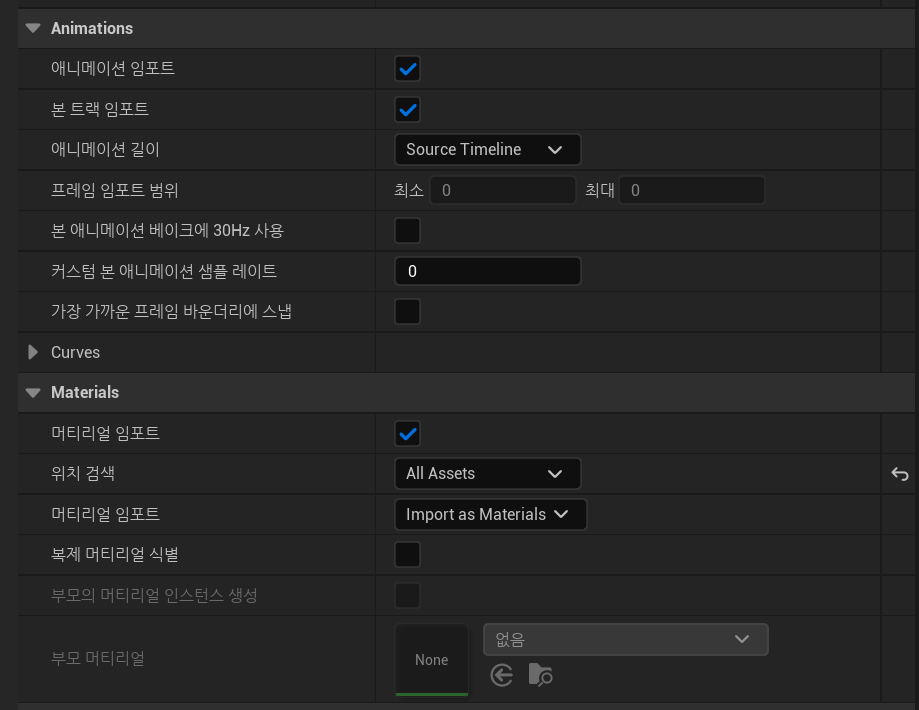 Animations
애니메이션 임포트
본 트랙 임포트
애니메이션 길이 Source Timeline
프레임 임포트 범위 최소 0 최대 0
본 애니메이션 베이크에 30Hz 사용
커스텀 본 애니메이션 샘플 레이트 0
가장 가까운 프레임 바운더리에 스냅
Curves
Materials
머티리얼 임포트
위치 검색 All Assets
머티리얼 임포트 Import as Materials
복제 머티리얼 식별
부모의 머티리얼 인스턴스 생성
부모 머티리얼 None 없음